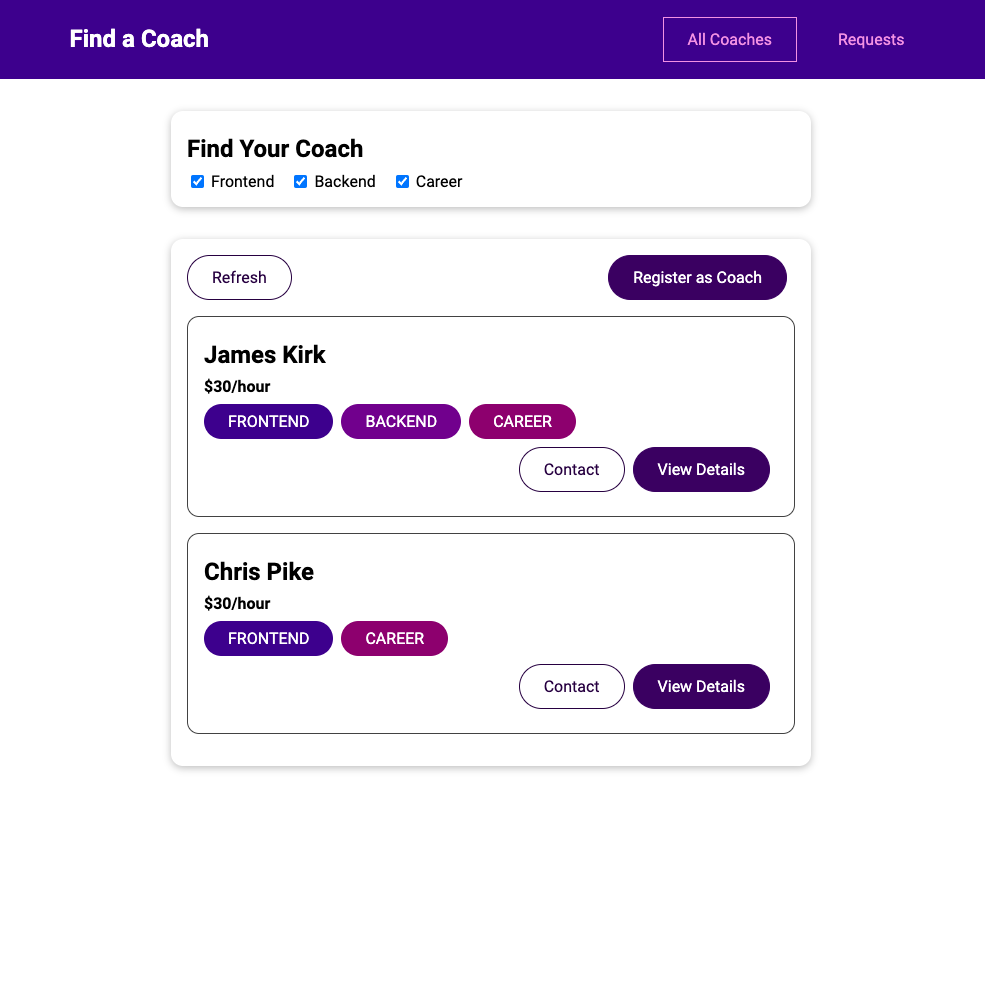 Find a Coach
All Coaches
Requests
Find Your Coach
Frontend Backend Career
Refresh
Register as Coach
James Kirk
$30/hour
FRONTEND BACKEND CAREER
Contact View Details
Chris Pike
$30/hour
FRONTEND CAREER
Contact View Details